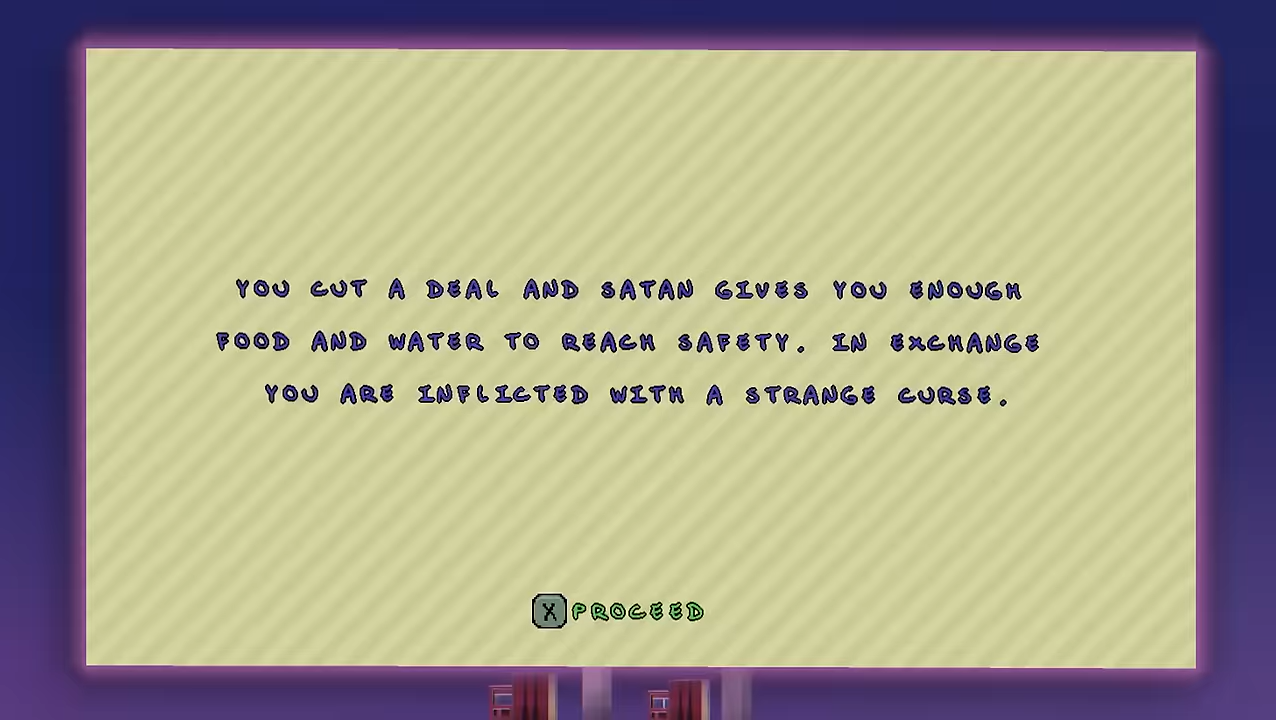 YOU CUT A DEAL AND SATAN GIVES YOU ENOUGH
FOOD AND WATER TO REACH SAFETY. IN EXCHANGE
YOU ARE INFLICTED WITH A STRANGE CURSE.
X PROCEED